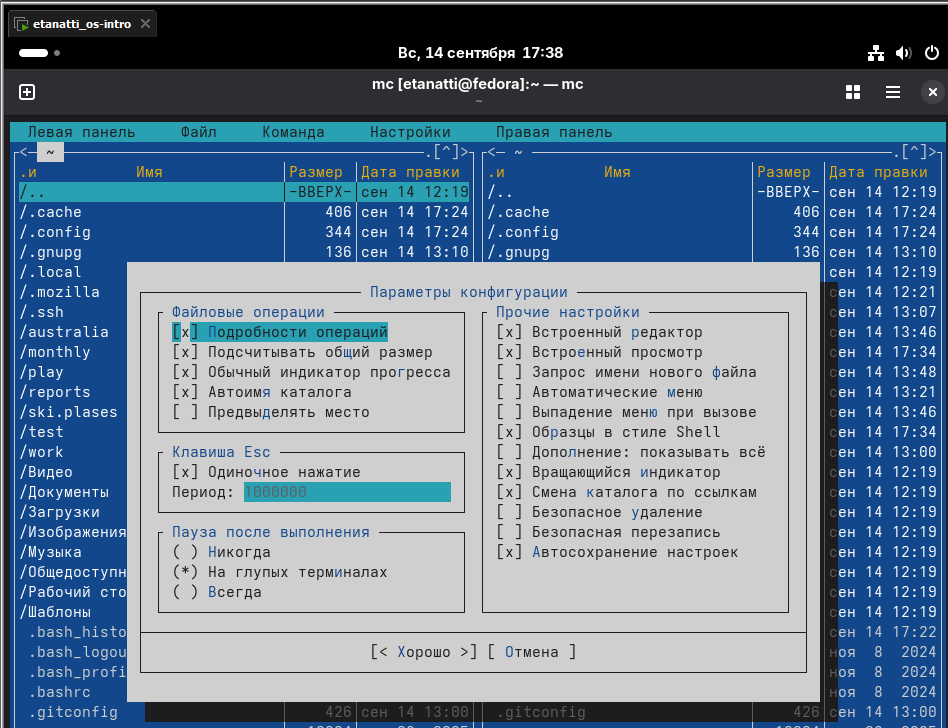 etanatti_os-intro
Вс, 14 сентября 17:38
mc [etanatti@fedora]:~ — mc
~
Левая панель Файл Команда Настройки Правая панель
<─ ~ .[^]> <─ ~ .[^]>
.и Имя Размер Дата правки .и Имя Размер Дата правки
/.. -ВВЕРХ- сен 14 12:19 /.. -ВВЕРХ- сен 14 12:19
/.cache 406 сен 14 17:24 /.cache 406 сен 14 17:24
/.config 344 сен 14 17:24 /.config 344 сен 14 17:24
/.gnupg 136 сен 14 13:10 /.gnupg 136 сен 14 13:10
/.local сен 14 12:19
/.mozilla Параметры конфигурации сен 14 12:21
/.ssh Файловые операции Прочие настройки сен 14 13:07
/australia [x] Подробности операций [x] Встроенный редактор сен 14 13:46
/monthly [x] Подсчитывать общий размер [x] Встроенный просмотр сен 14 17:34
/play [x] Обычный индикатор прогресса [ ] Запрос имени нового файла сен 14 13:48
/reports [x] Автоимя каталога [ ] Автоматические меню сен 14 13:21
/ski.plases [ ] Предвыделять место [ ] Выпадение меню при вызове сен 14 13:46
/test [x] Образцы в стиле Shell сен 14 17:34
/work Клавиша Esc [ ] Дополнение: показывать всё сен 14 13:00
/Видео [x] Одиночное нажатие [x] Вращающийся индикатор сен 14 12:19
/Документы Период: 1000000 [x] Смена каталога по ссылкам сен 14 12:19
/Загрузки [ ] Безопасное удаление сен 14 12:19
/Изображения Пауза после выполнения [ ] Безопасная перезапись сен 14 12:19
/Музыка ( ) Никогда [x] Автосохранение настроек сен 14 12:19
/Общедоступн (*) На глупых терминалах сен 14 12:19
/Рабочий сто ( ) Всегда сен 14 12:19
/Шаблоны сен 14 12:19
.bash_histo сен 14 17:22
.bash_logou [< Хорошо >] [ Отмена ] ноя 8 2024
.bash_profi ноя 8 2024
.bashrc ноя 8 2024
.gitconfig 426 сен 14 13:00 .gitconfig 426 сен 14 13:00